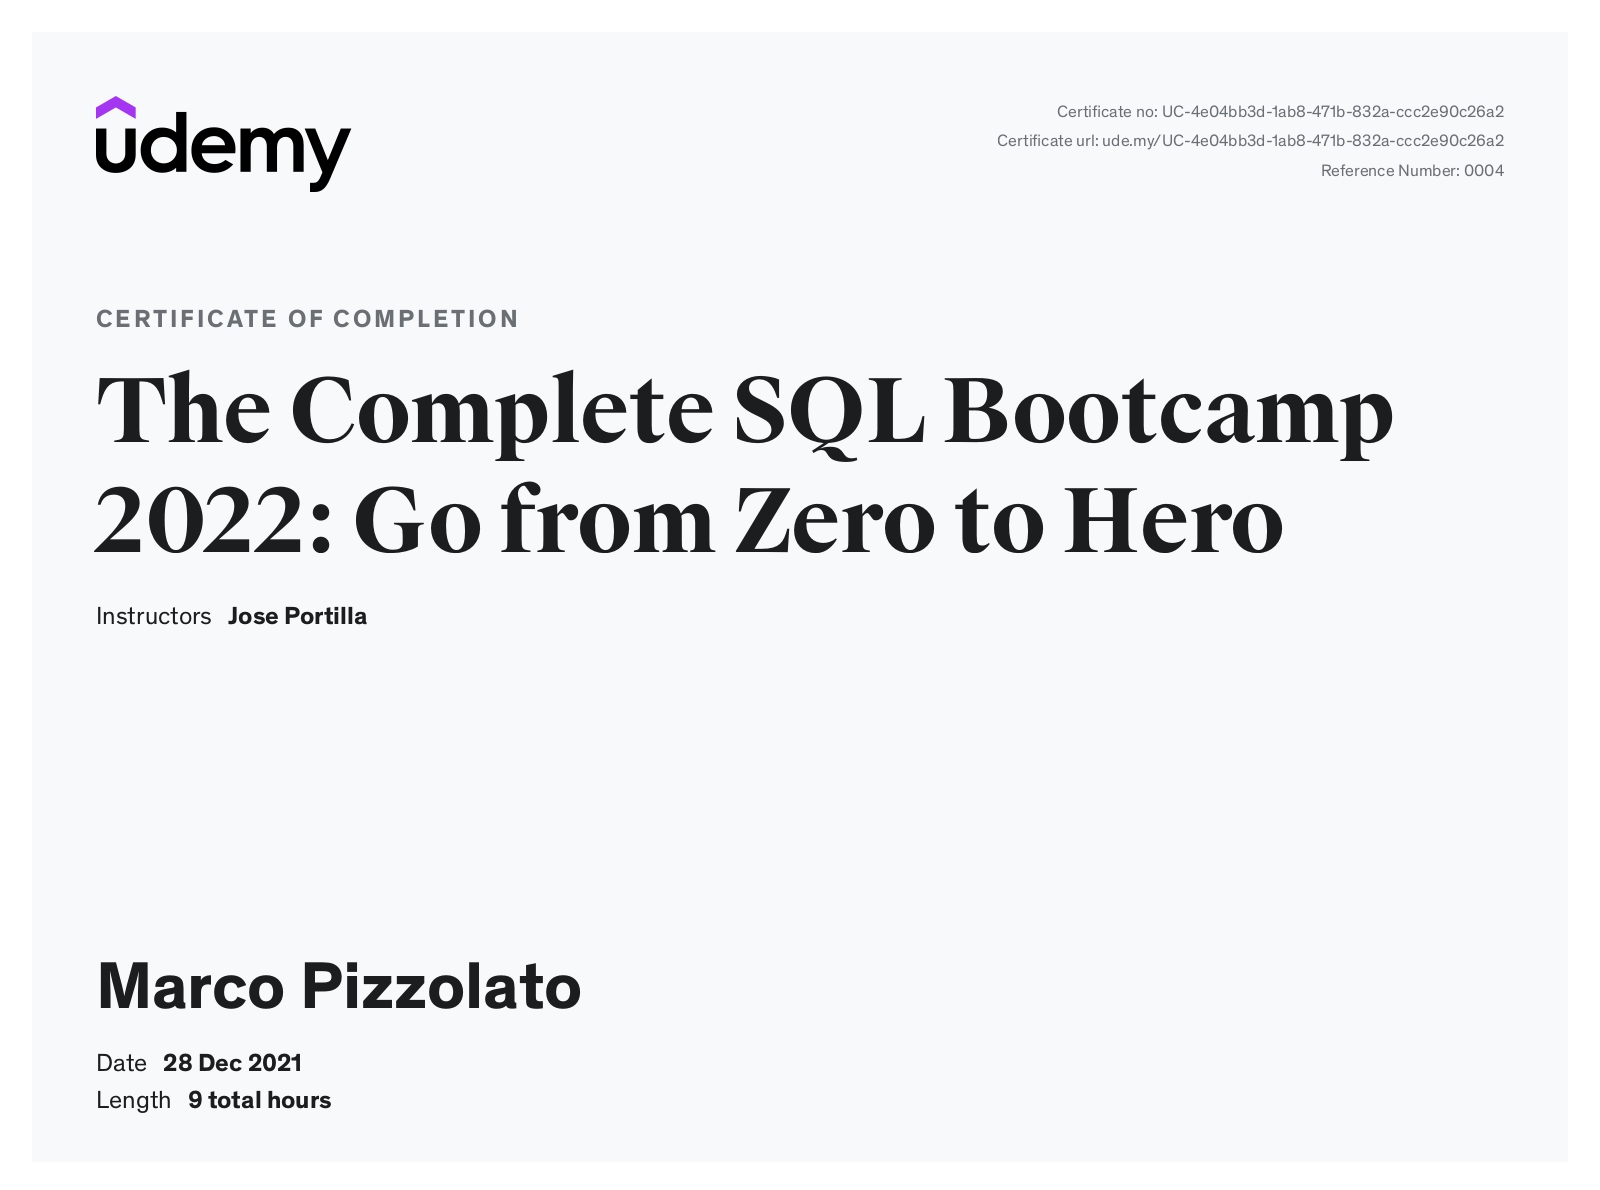 udemy
Certificate no: UC-4e04bb3d-1ab8-471b-832a-ccc2e90c26a2
Certificate url: ude.my/UC-4e04bb3d-1ab8-471b-832a-ccc2e90c26a2
Reference Number: 0004
CERTIFICATE OF COMPLETION
The Complete SQL Bootcamp
2022: Go from Zero to Hero
Instructors Jose Portilla
Marco Pizzolato
Date 28 Dec 2021
Length 9 total hours